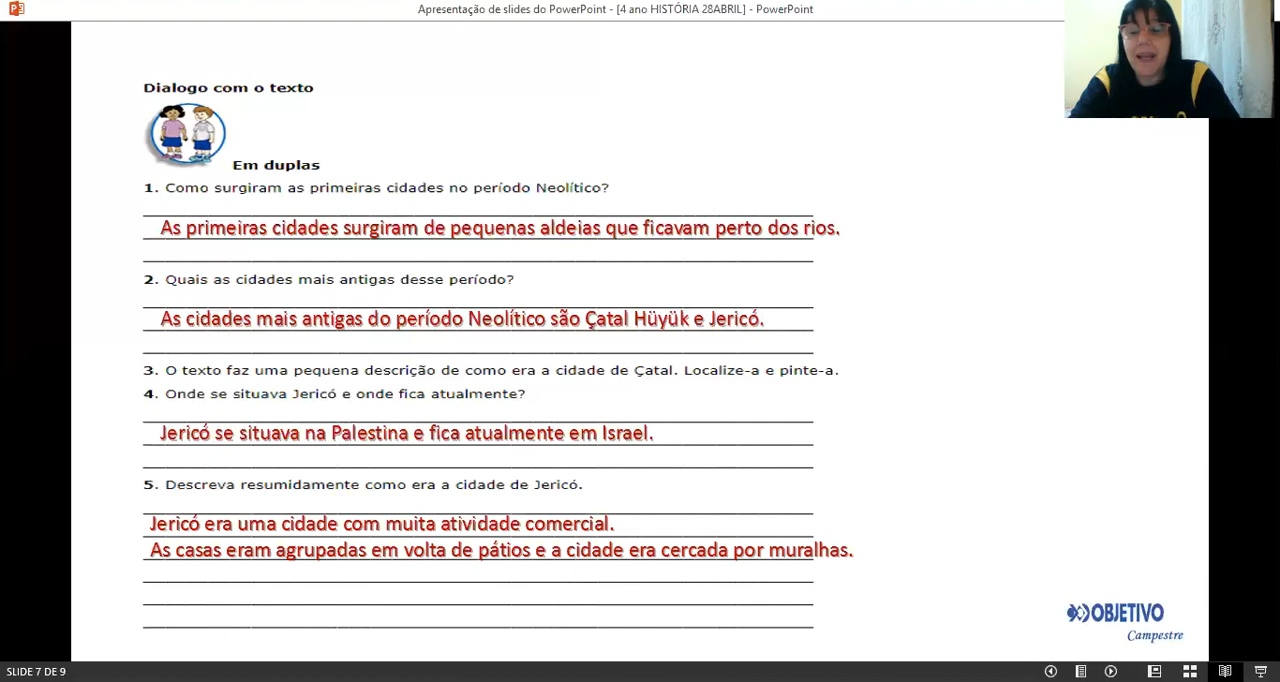 Apresentação de slides do PowerPoint - [4 ano HISTÓRIA 28ABRIL] - PowerPoint
Dialogo com o texto
Em duplas
1. Como surgiram as primeiras cidades no período Neolítico?
As primeiras cidades surgiram de pequenas aldeias que ficavam perto dos rios.
2. Quais as cidades mais antigas desse período?
As cidades mais antigas do período Neolítico são Çatal Hüyük e Jericó.
3. O texto faz uma pequena descrição de como era a cidade de Çatal. Localize-a e pinte-a.
4. Onde se situava Jericó e onde fica atualmente?
Jericó se situava na Palestina e fica atualmente em Israel.
5. Descreva resumidamente como era a cidade de Jericó.
Jericó era uma cidade com muita atividade comercial.
As casas eram agrupadas em volta de pátios e a cidade era cercada por muralhas.
OBJETIVO
Campestre
SLIDE 7 DE 9